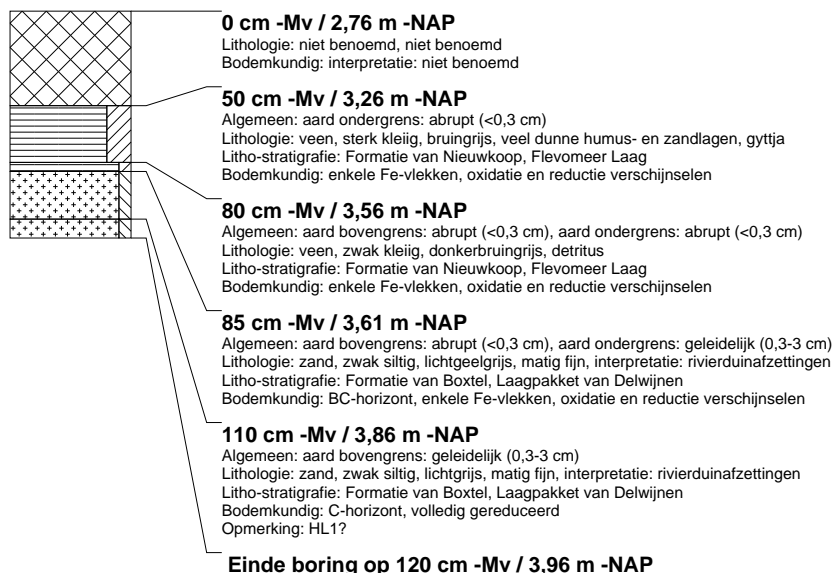 0 cm -Mv / 2,76 m -NAP
Lithologie: niet benoemd, niet benoemd
Bodemkundig: interpretatie: niet benoemd
50 cm -Mv / 3,26 m -NAP
Algemeen: aard ondergrens: abrupt (<0,3 cm)
Lithologie: veen, sterk kleiig, bruingrijs, veel dunne humus- en zandlagen, gyttja
Litho-stratigrafie: Formatie van Nieuwkoop, Flevomeer Laag
Bodemkundig: enkele Fe-vlekken, oxidatie en reductie verschijnselen
80 cm -Mv / 3,56 m -NAP
Algemeen: aard bovengrens: abrupt (<0,3 cm), aard ondergrens: abrupt (<0,3 cm)
Lithologie: veen, zwak kleiig, donkerbruingrijs, detritus
Litho-stratigrafie: Formatie van Nieuwkoop, Flevomeer Laag
Bodemkundig: enkele Fe-vlekken, oxidatie en reductie verschijnselen
85 cm -Mv / 3,61 m -NAP
Algemeen: aard bovengrens: abrupt (<0,3 cm), aard ondergrens: geleidelijk (0,3-3 cm)
Lithologie: zand, zwak siltig, lichtgeelgrijs, matig fijn, interpretatie: rivierduinafzettingen
Litho-stratigrafie: Formatie van Boxtel, Laagpakket van Delwijnen
Bodemkundig: BC-horizont, enkele Fe-vlekken, oxidatie en reductie verschijnselen
110 cm -Mv / 3,86 m -NAP
Algemeen: aard bovengrens: geleidelijk (0,3-3 cm)
Lithologie: zand, zwak siltig, lichtgrijs, matig fijn, interpretatie: rivierduinafzettingen
Litho-stratigrafie: Formatie van Boxtel, Laagpakket van Delwijnen
Bodemkundig: C-horizont, volledig gereduceerd
Opmerking: HL1?
Einde boring op 120 cm -Mv / 3,96 m -NAP